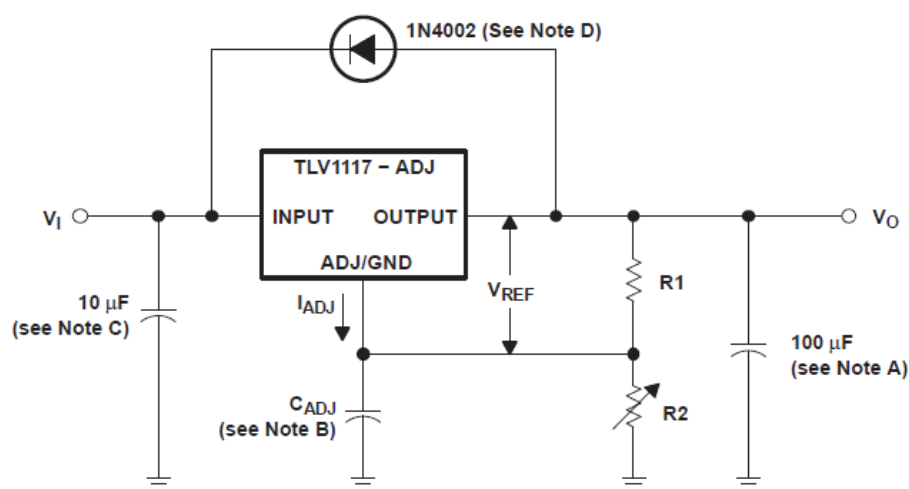 1N4002 (See Note D)
TLV1117 − ADJ
V_I
INPUT
OUTPUT
V_O
ADJ/GND
10 μF
(see Note C)
I_ADJ
V_REF
R1
100 μF
(see Note A)
C_ADJ
(see Note B)
R2